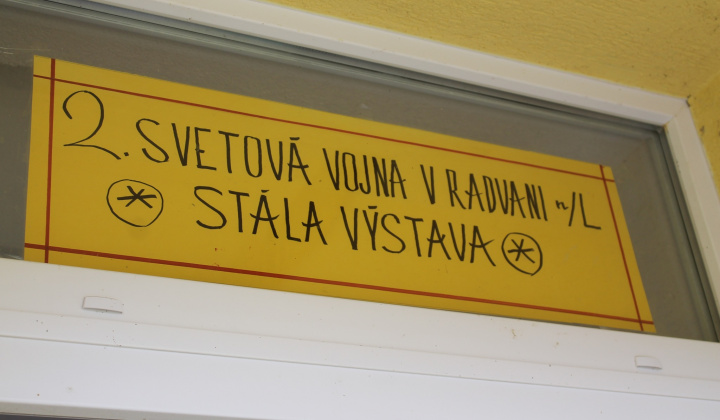 2. SVETOVÁ VOJNA V RADVANI n/L
STÁLA VÝSTAVA